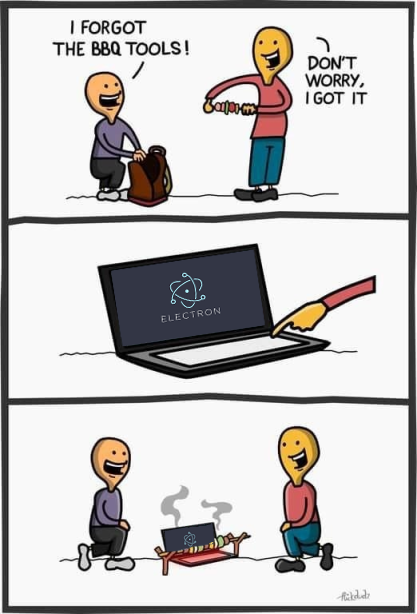 I FORGOT
THE BBQ TOOLS!
DON'T
WORRY,
I GOT IT
ELECTRON